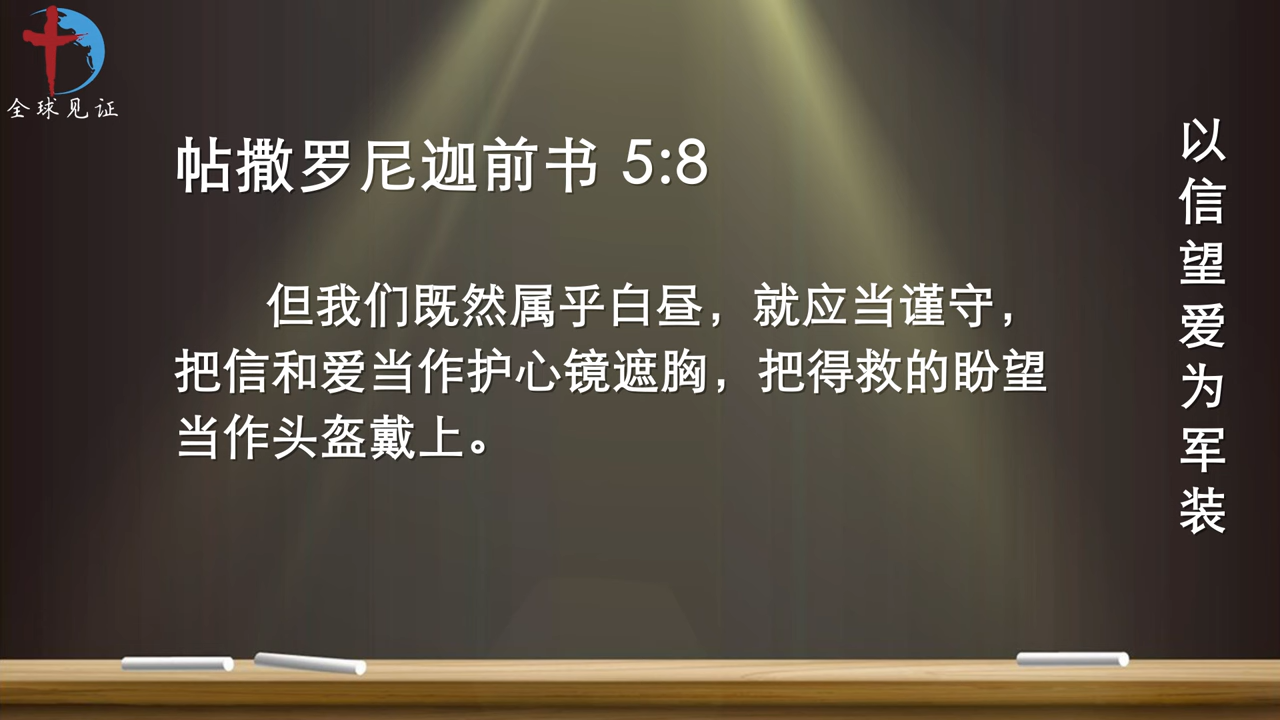 全球见证
帖撒罗尼迦前书 5:8
但我们既然属乎白昼，就应当谨守，
把信和爱当作护心镜遮胸，把得救的盼望
当作头盔戴上。
以信望爱为军装